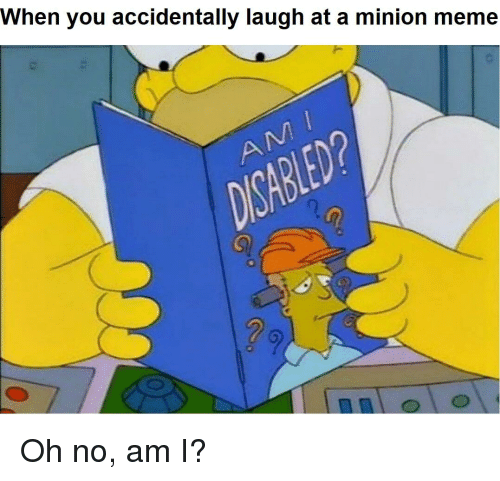 When you accidentally laugh at a minion meme
AM I
DISABLED?
? ?
?
? ?
Oh no, am I?